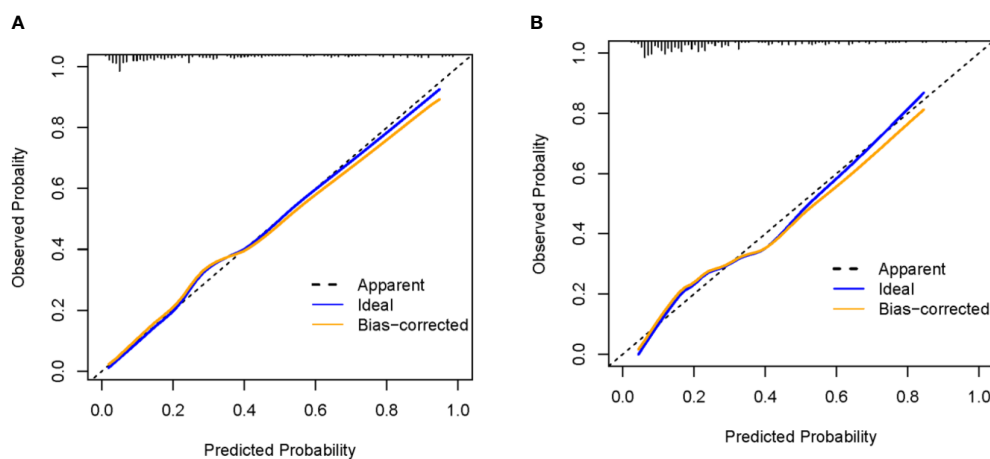 A
1.0
0.8
0.6
0.4
0.2
0.0
Observed Probality
Apparent
Ideal
Bias-corrected
0.0 0.2 0.4 0.6 0.8 1.0
Predicted Probability
B
1.0
0.8
0.6
0.4
0.2
0.0
Observed Probality
Apparent
Ideal
Bias-corrected
0.0 0.2 0.4 0.6 0.8 1.0
Predicted Probability